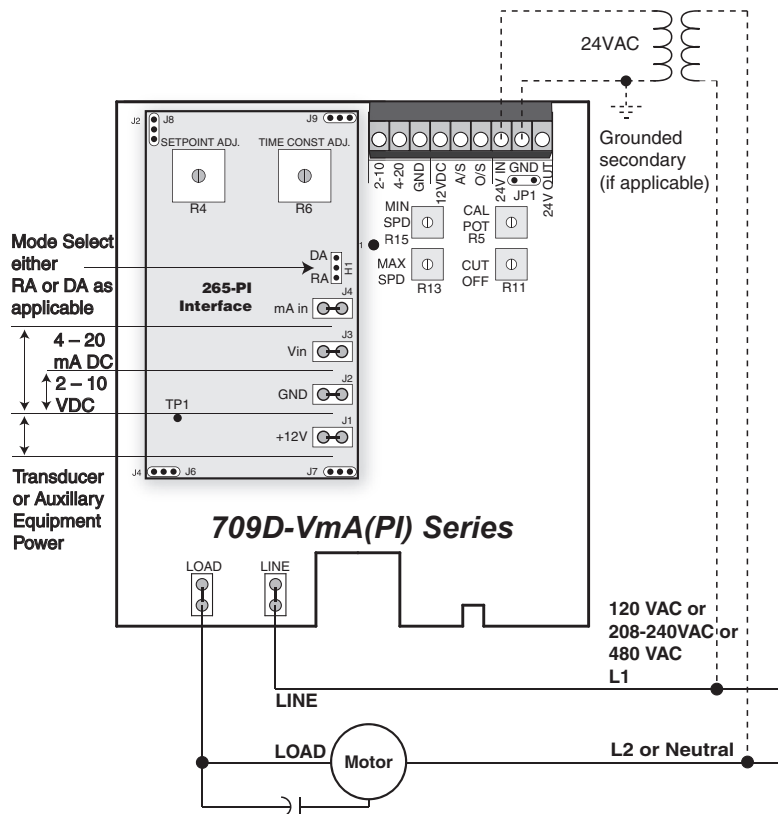 24VAC
Grounded
secondary
(if applicable)
J2
J8
J9
SETPOINT ADJ.
TIME CONST ADJ.
R4
R6
2-10
4-20
GND
12VDC
A/S
O/S
24V IN
GND
JP1
24V OUT
MIN
SPD
R15
CAL
POT
R5
MAX
SPD
R13
CUT
OFF
R11
1
Mode Select
either
RA or DA as
applicable
DA
RA
H1
265-PI
Interface
J4
mA in
J3
Vin
J2
GND
J1
+12V
4 – 20
mA DC
2 – 10
VDC
TP1
J4
J6
J7
Transducer
or Auxillary
Equipment
Power
709D-VmA(PI) Series
LOAD
LINE
120 VAC or
208-240VAC or
480 VAC
L1
LINE
LOAD
Motor
L2 or Neutral